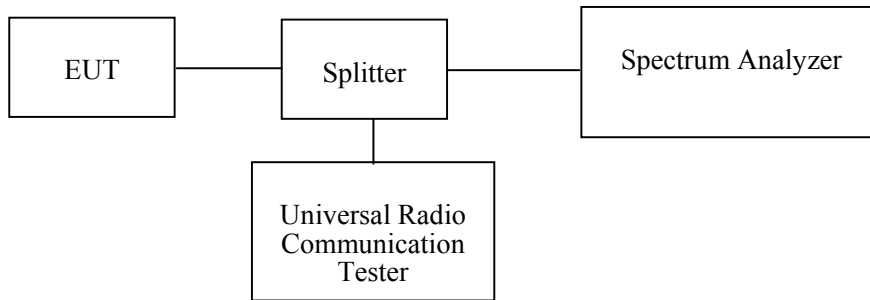 EUT
Splitter
Spectrum Analyzer
Universal Radio
Communication
Tester